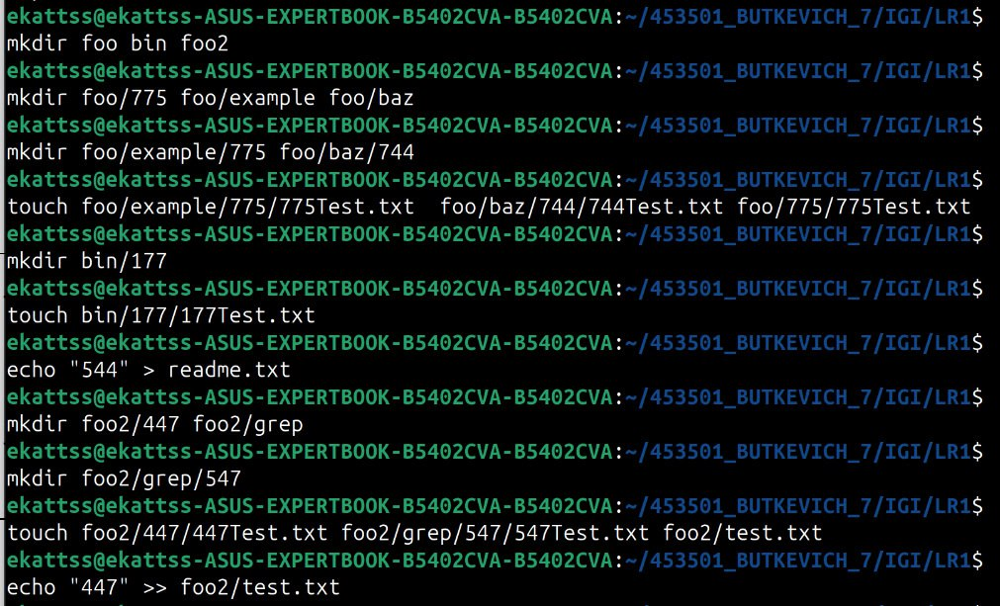 ekattss@ekattss-ASUS-EXPERTBOOK-B5402CVA-B5402CVA:~/453501_BUTKEVICH_7/IGI/LR1$
mkdir foo bin foo2
ekattss@ekattss-ASUS-EXPERTBOOK-B5402CVA-B5402CVA:~/453501_BUTKEVICH_7/IGI/LR1$
mkdir foo/775 foo/example foo/baz
ekattss@ekattss-ASUS-EXPERTBOOK-B5402CVA-B5402CVA:~/453501_BUTKEVICH_7/IGI/LR1$
mkdir foo/example/775 foo/baz/744
ekattss@ekattss-ASUS-EXPERTBOOK-B5402CVA-B5402CVA:~/453501_BUTKEVICH_7/IGI/LR1$
touch foo/example/775/775Test.txt  foo/baz/744/744Test.txt foo/775/775Test.txt
ekattss@ekattss-ASUS-EXPERTBOOK-B5402CVA-B5402CVA:~/453501_BUTKEVICH_7/IGI/LR1$
mkdir bin/177
ekattss@ekattss-ASUS-EXPERTBOOK-B5402CVA-B5402CVA:~/453501_BUTKEVICH_7/IGI/LR1$
touch bin/177/177Test.txt
ekattss@ekattss-ASUS-EXPERTBOOK-B5402CVA-B5402CVA:~/453501_BUTKEVICH_7/IGI/LR1$
echo "544" > readme.txt
ekattss@ekattss-ASUS-EXPERTBOOK-B5402CVA-B5402CVA:~/453501_BUTKEVICH_7/IGI/LR1$
mkdir foo2/447 foo2/grep
ekattss@ekattss-ASUS-EXPERTBOOK-B5402CVA-B5402CVA:~/453501_BUTKEVICH_7/IGI/LR1$
mkdir foo2/grep/547
ekattss@ekattss-ASUS-EXPERTBOOK-B5402CVA-B5402CVA:~/453501_BUTKEVICH_7/IGI/LR1$
touch foo2/447/447Test.txt foo2/grep/547/547Test.txt foo2/test.txt
ekattss@ekattss-ASUS-EXPERTBOOK-B5402CVA-B5402CVA:~/453501_BUTKEVICH_7/IGI/LR1$
echo "447" >> foo2/test.txt